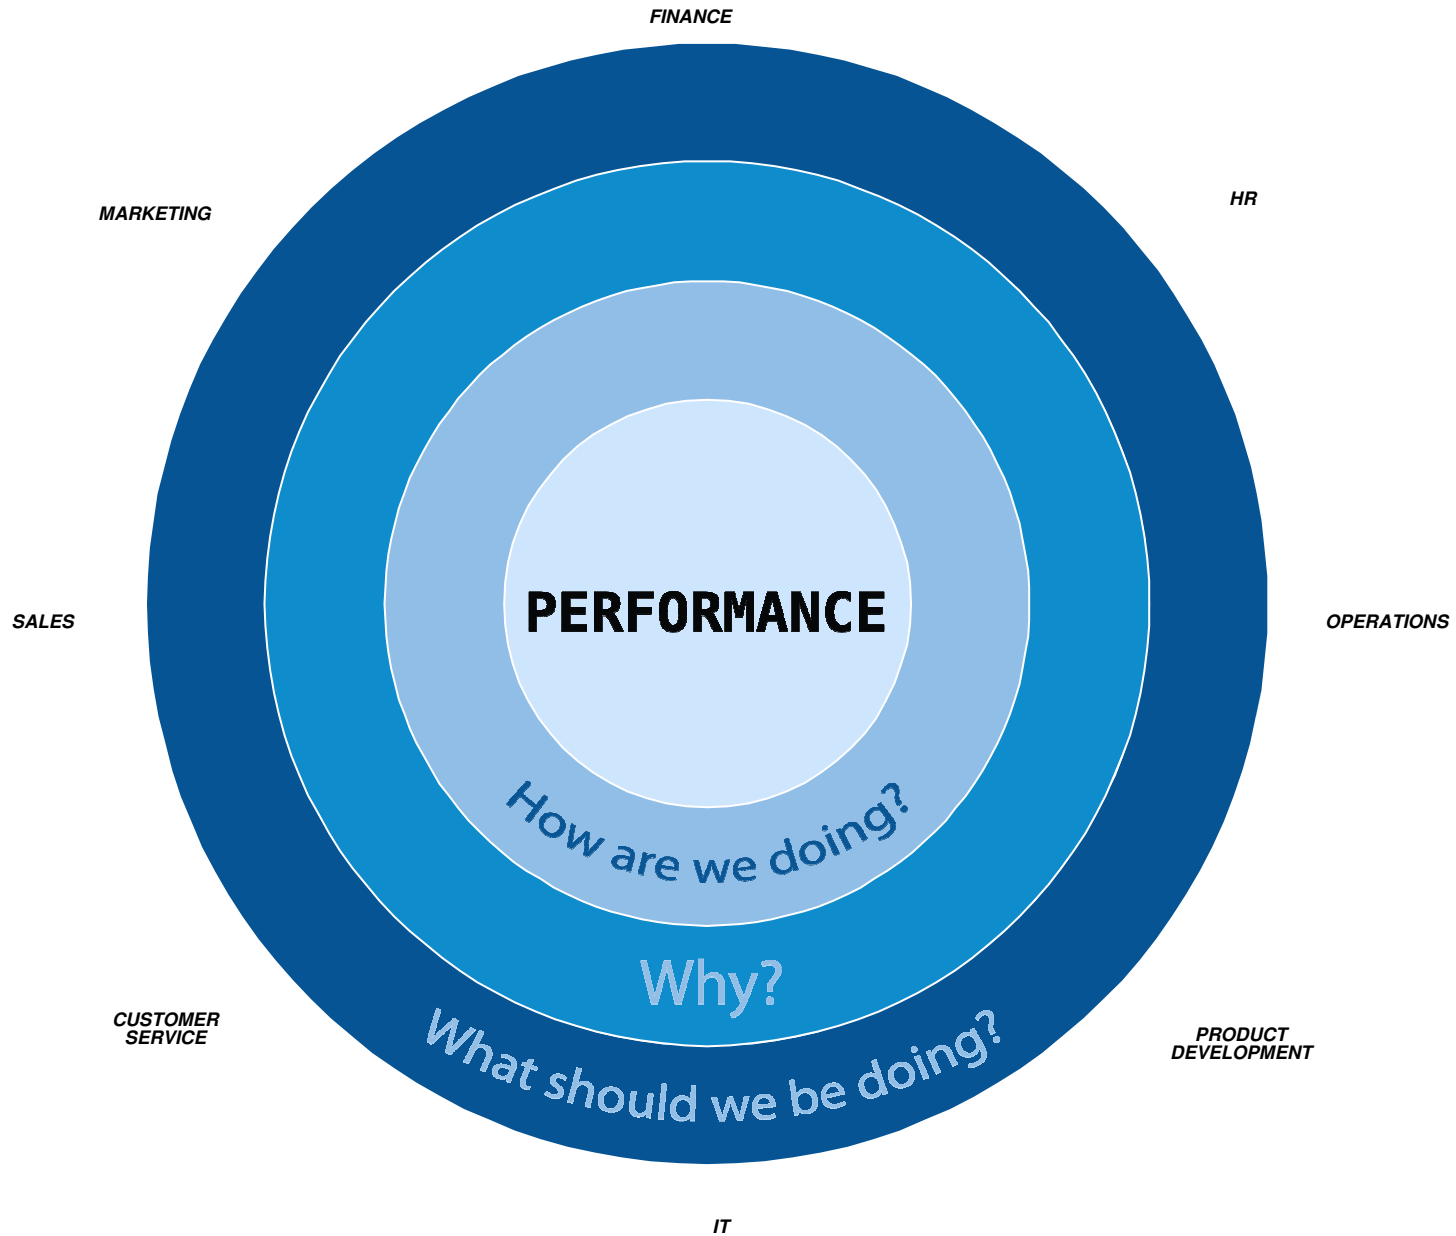 FINANCE
MARKETING
HR
PERFORMANCE
SALES
OPERATIONS
How are we doing?
Why?
What should we be doing?
CUSTOMER
SERVICE
PRODUCT
DEVELOPMENT
IT